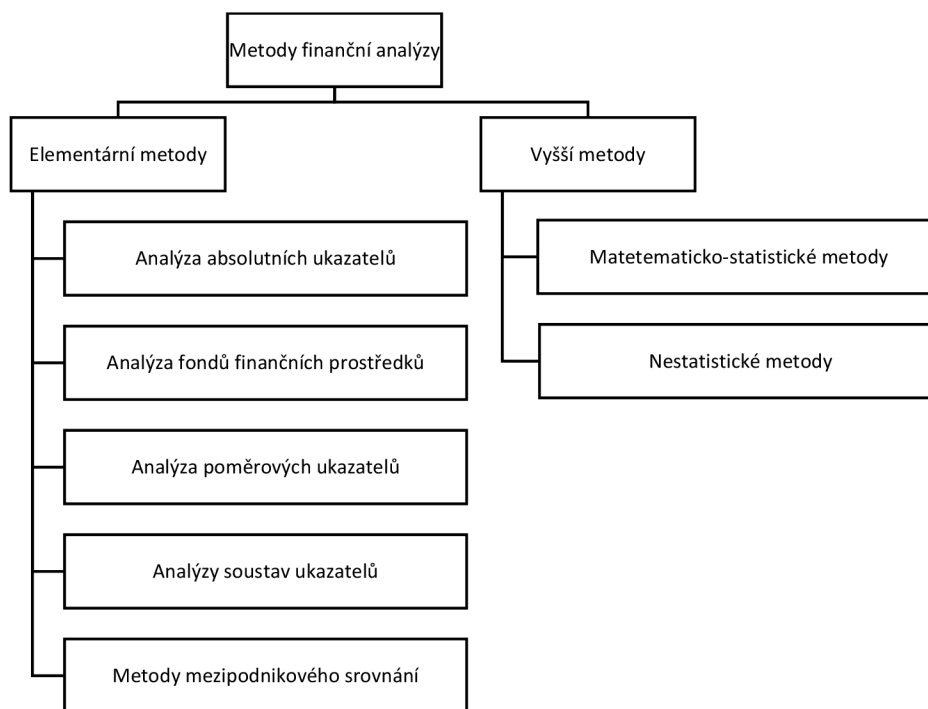 Metody finanční analýzy
Elementární metody
Analýza absolutních ukazatelů
Analýza fondů finančních prostředků
Analýza poměrových ukazatelů
Analýzy soustav ukazatelů
Metody mezipodnikového srovnání
Vyšší metody
Matetematicko-statistické metody
Nestatistické metody